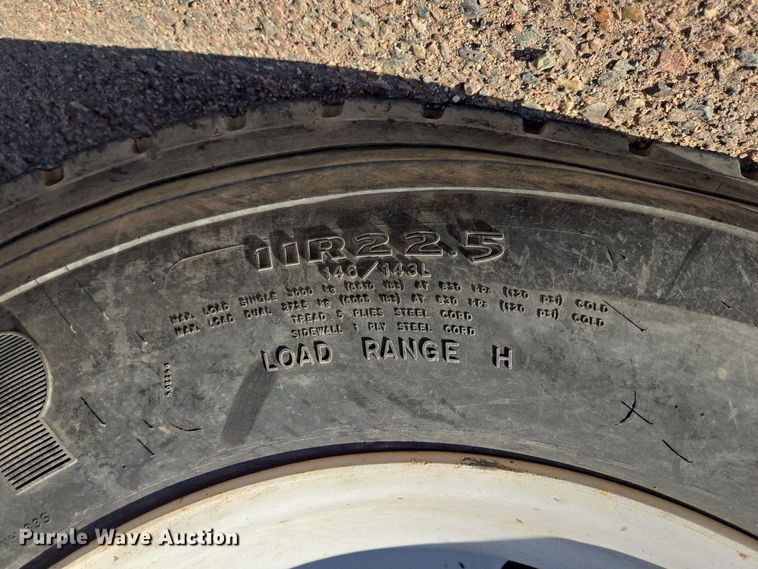 11R22.5
146/143L
MAX. LOAD SINGLE 3000 KG (6610 LBS) AT 830 KPA (120 PSI) COLD
MAX. LOAD DUAL 2725 KG (6005 LBS) AT 830 KPA (120 PSI) COLD
TREAD 5 PLIES STEEL CORD
SIDEWALL 1 PLY STEEL CORD
LOAD RANGE H
Purple Wave Auction